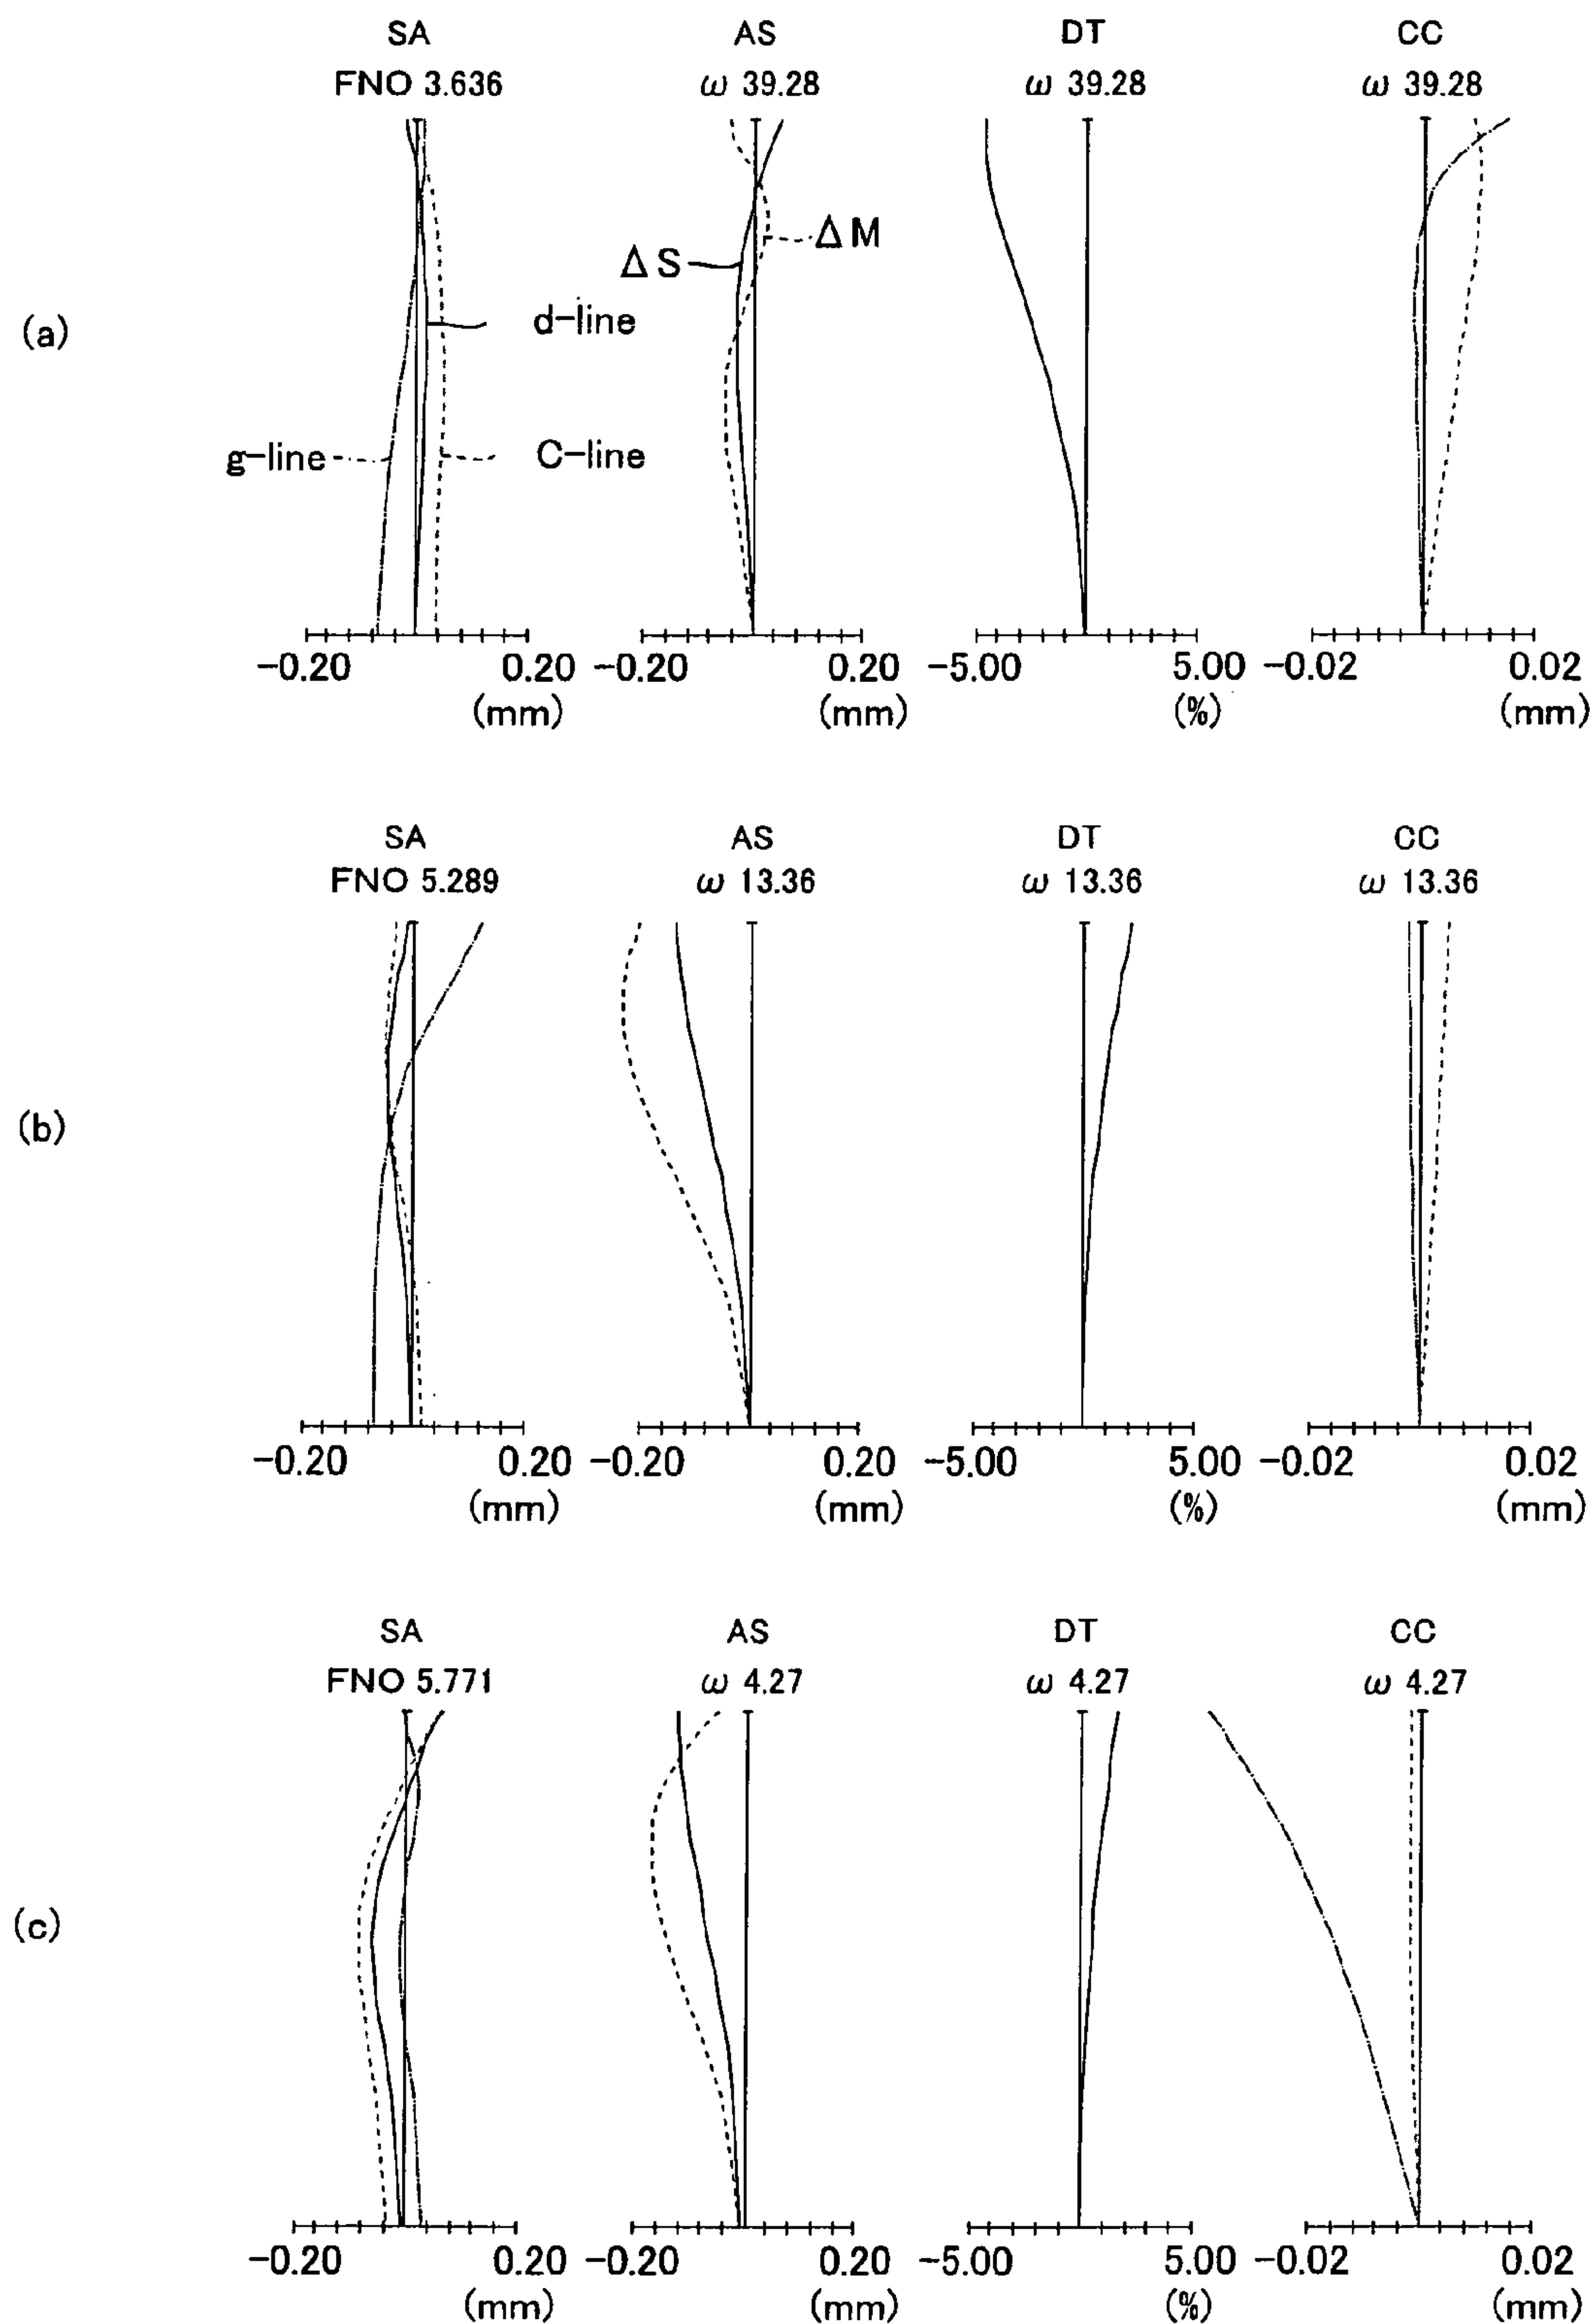 SA AS DT CC
FNO 3.636 ω 39.28 ω 39.28 ω 39.28
ΔM
ΔS
d-line
(a)
g-line C-line
-0.20 0.20 -0.20 0.20 -5.00 5.00 -0.02 0.02
(mm) (mm) (%) (mm)
SA AS DT CC
FNO 5.289 ω 13.36 ω 13.36 ω 13.36
(b)
-0.20 0.20 -0.20 0.20 -5.00 5.00 -0.02 0.02
(mm) (mm) (%) (mm)
SA AS DT CC
FNO 5.771 ω 4.27 ω 4.27 ω 4.27
(c)
-0.20 0.20 -0.20 0.20 -5.00 5.00 -0.02 0.02
(mm) (mm) (%) (mm)